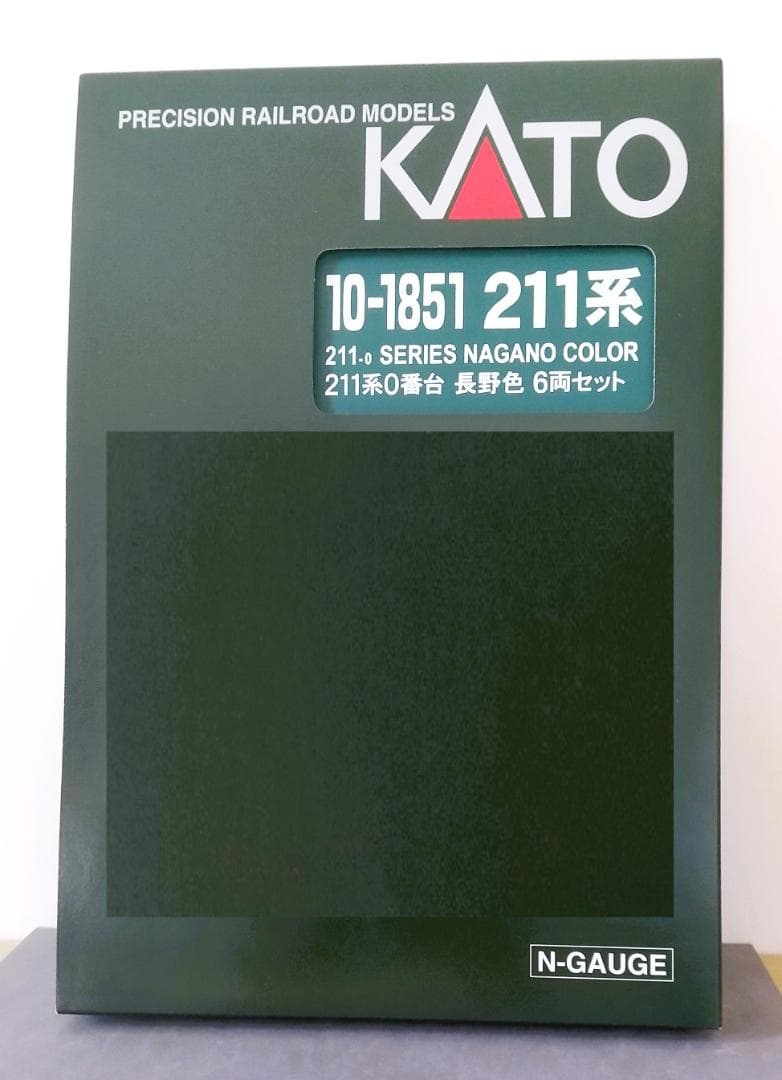 PRECISION RAILROAD MODELS
KATO
10-1851 211系
211-0 SERIES NAGANO COLOR
211系0番台 長野色 6両セット
N-GAUGE